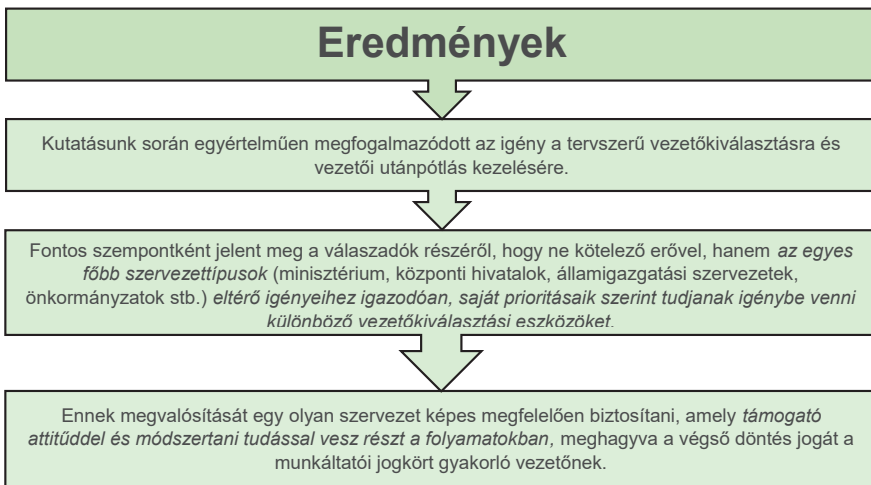 Eredmények
Kutatásunk során egyértelműen megfogalmazódott az igény a tervszerű vezetőkiválasztásra és
vezetői utánpótlás kezelésére.
Fontos szempontként jelent meg a válaszadók részéről, hogy ne kötelező erővel, hanem az egyes
főbb szervezettípusok (minisztérium, központi hivatalok, államigazgatási szervezetek,
önkormányzatok stb.) eltérő igényeihez igazodóan, saját prioritásaik szerint tudjanak igénybe venni
különböző vezetőkiválasztási eszközöket.
Ennek megvalósítását egy olyan szervezet képes megfelelően biztosítani, amely támogató
attitűddel és módszertani tudással vesz részt a folyamatokban, meghagyva a végső döntés jogát a
munkáltatói jogkört gyakorló vezetőnek.